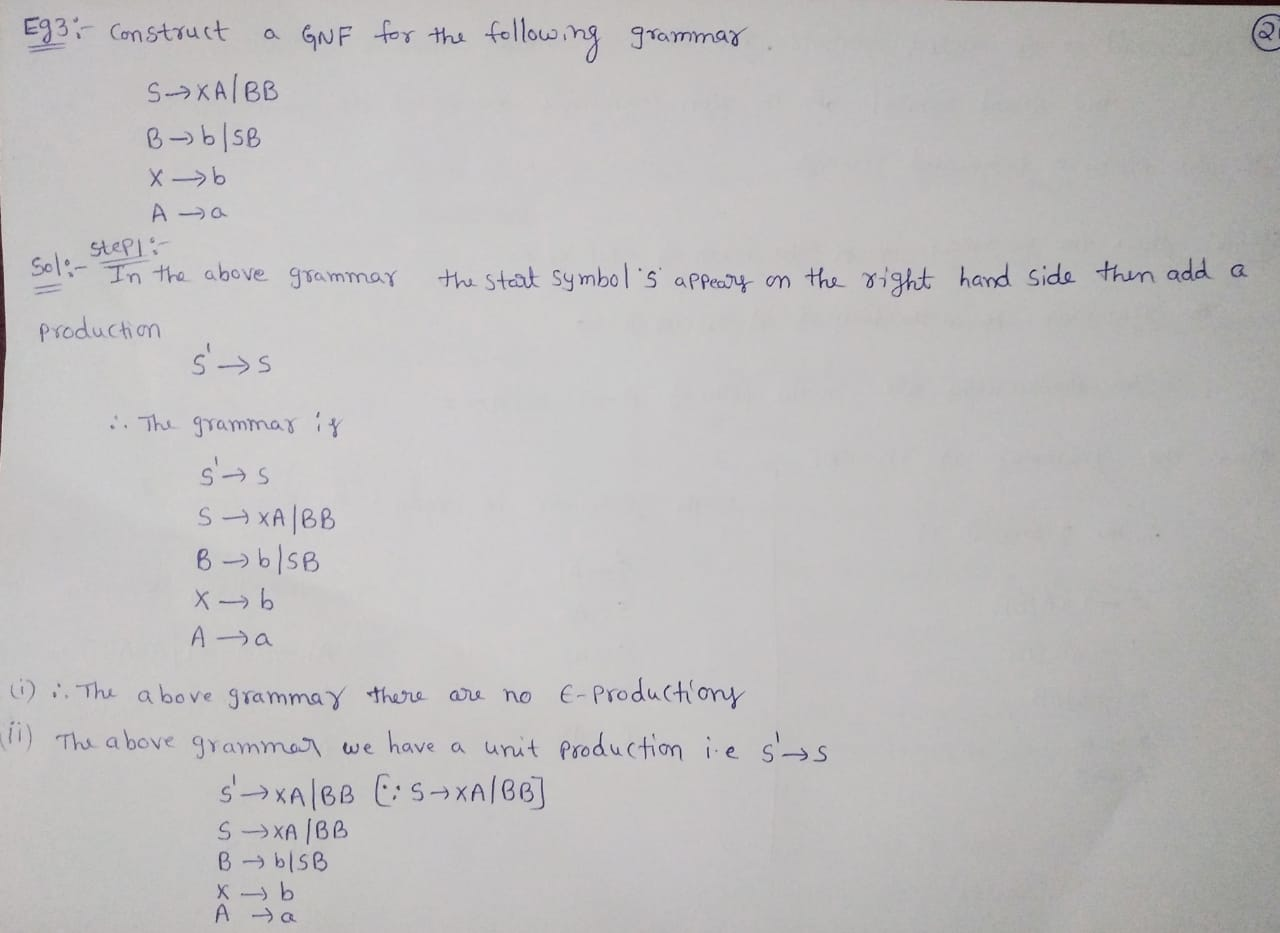 Eg3:- Construct a GNF for the following grammar.
2
S→XA|BB
B→b|SB
X→b
A→a
Step1:-
Sol:- In the above grammar the start symbol 's' appears on the right hand side then add a
production
S'→S
∴ The grammar is
S'→S
S→XA|BB
B→b|SB
X→b
A→a
(i) ∴ The above grammar there are no ε-productions
(ii) The above grammar we have a unit production i.e S'→S
S'→XA|BB [∵ S→XA|BB]
S→XA|BB
B→b|SB
X→b
A→a